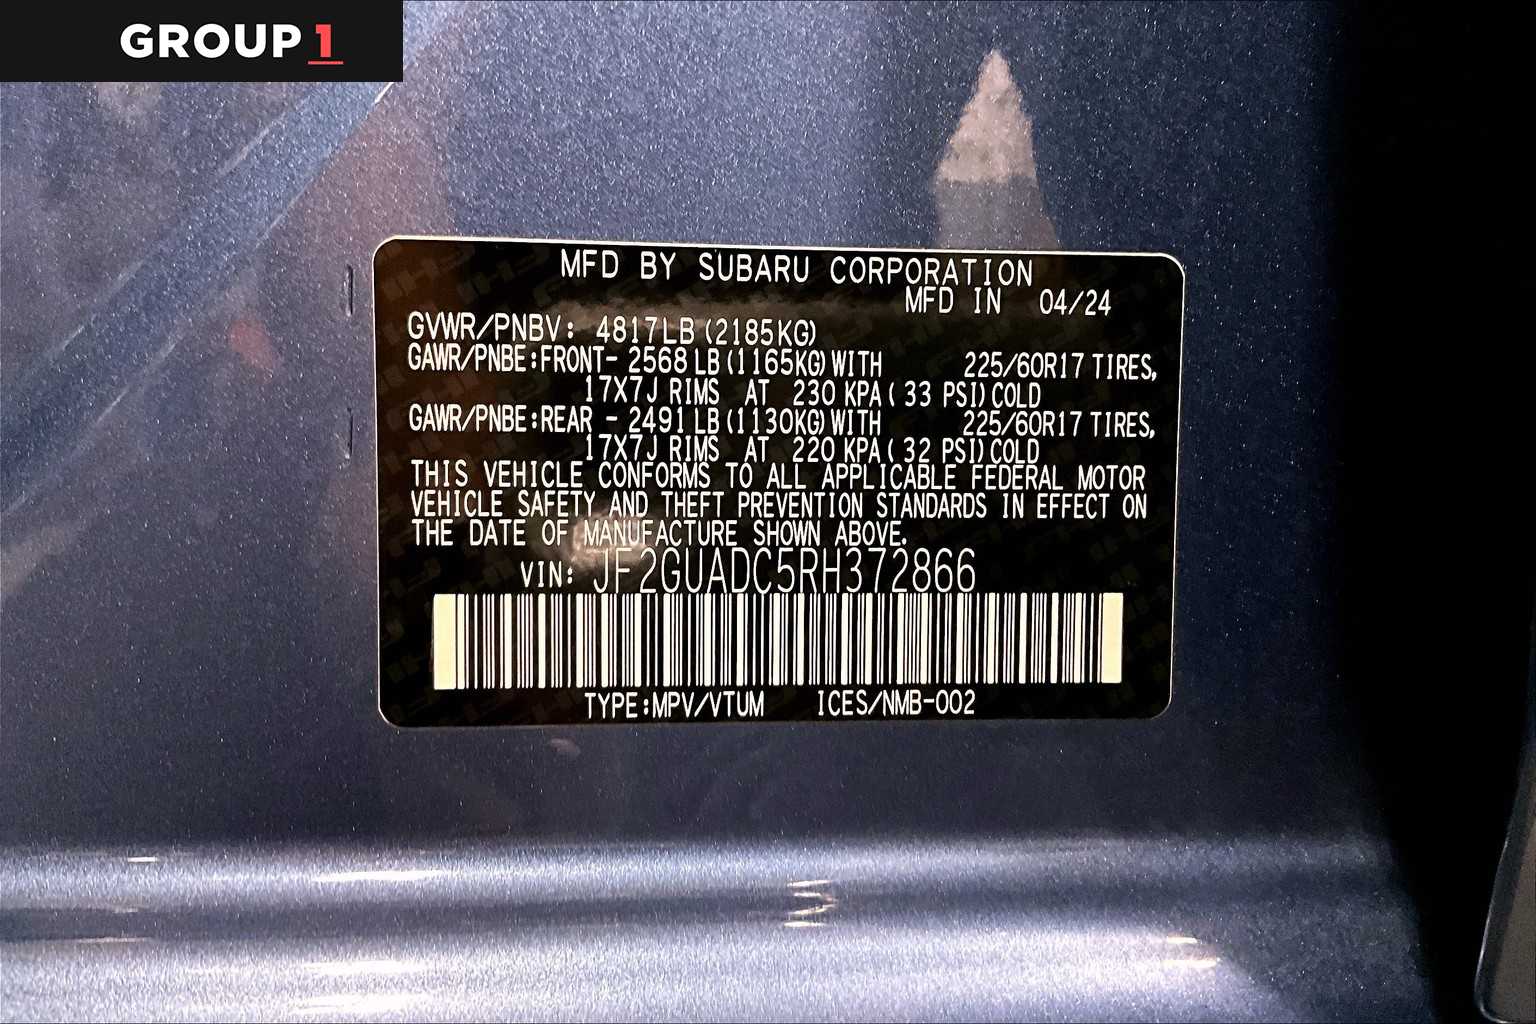 GROUP 1
MFD BY SUBARU CORPORATION
MFD IN 04/24
GVWR/PNBV: 4817LB (2185KG)
GAWR/PNBE:FRONT- 2568 LB (1165KG) WITH 225/60R17 TIRES,
17X7J RIMS AT 230 KPA ( 33 PSI) COLD
GAWR/PNBE:REAR - 2491 LB (1130KG) WITH 225/60R17 TIRES,
17X7J RIMS AT 220 KPA ( 32 PSI) COLD
THIS VEHICLE CONFORMS TO ALL APPLICABLE FEDERAL MOTOR
VEHICLE SAFETY AND THEFT PREVENTION STANDARDS IN EFFECT ON
THE DATE OF MANUFACTURE SHOWN ABOVE.
VIN: JF2GUADC5RH372866
TYPE:MPV/VTUM ICES/NMB-002